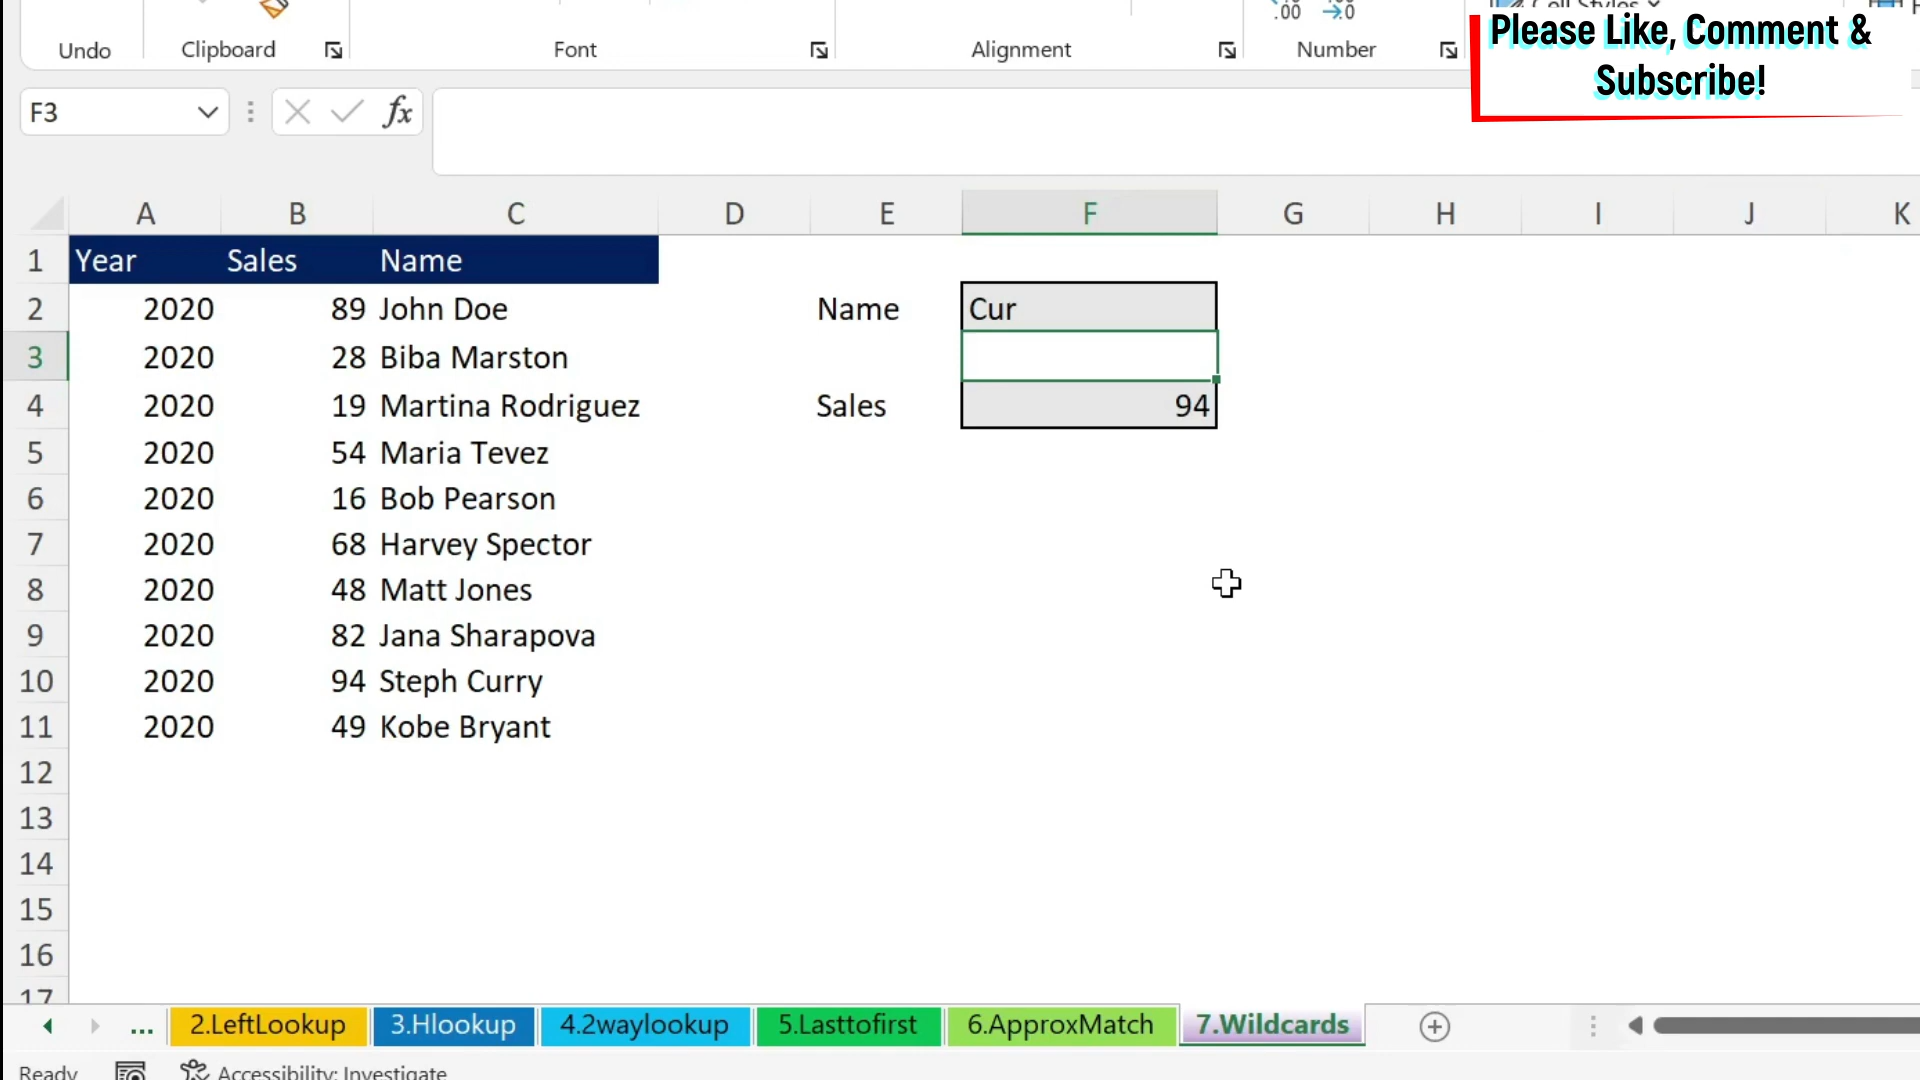 Undo Clipboard Font Alignment Number Cell Styles
Please Like, Comment &
Subscribe!
F3 fx
A B C D E F G H I J K
1 Year Sales Name
2 2020 89 John Doe Name Cur
3 2020 28 Biba Marston
4 2020 19 Martina Rodriguez Sales 94
5 2020 54 Maria Tevez
6 2020 16 Bob Pearson
7 2020 68 Harvey Spector
8 2020 48 Matt Jones
9 2020 82 Jana Sharapova
10 2020 94 Steph Curry
11 2020 49 Kobe Bryant
12
13
14
15
16
17
... 2.LeftLookup 3.Hlookup 4.2waylookup 5.Lasttofirst 6.ApproxMatch 7.Wildcards
Ready Accessibility: Investigate